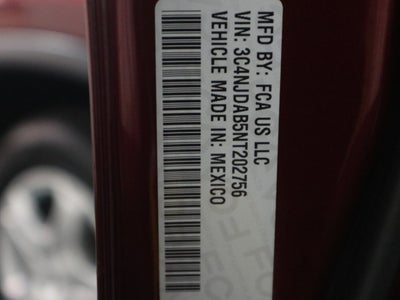 MFD BY: FCA US LLC
VIN: 3C4NJDAB5NT202756
VEHICLE MADE IN: MEXICO